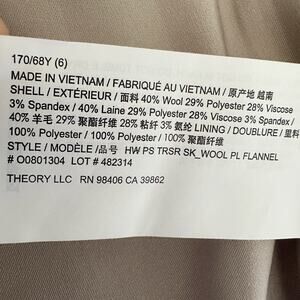 170/68Y (6)
MADE IN VIETNAM / FABRIQUÉ AU VIETNAM / 原产地 越南
SHELL / EXTÉRIEUR / 面料 40% Wool 29% Polyester 28% Viscose
3% Spandex / 40% Laine 29% Polyester 28% Viscose 3% Spandex /
40% 羊毛 29% 聚酯纤维 28% 粘纤 3% 氨纶 LINING / DOUBLURE / 里料
100% Polyester / 100% Polyester / 100% 聚酯纤维
STYLE / MODÈLE /品号 HW PS TRSR SK_WOOL PL FLANNEL
# O0801304 LOT # 482314
THEORY LLC RN 98406 CA 39862